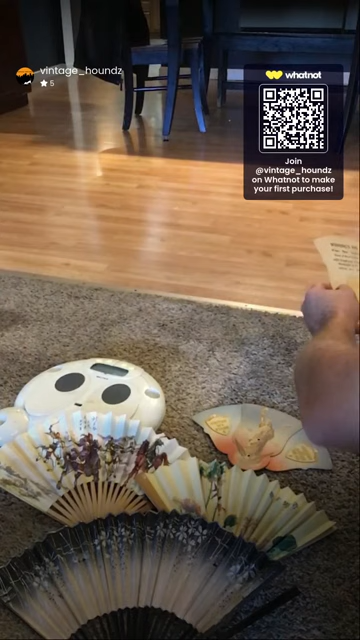 vintage_houndz
★ 5
whatnot
Join
@vintage_houndz
on Whatnot to make
your first purchase!